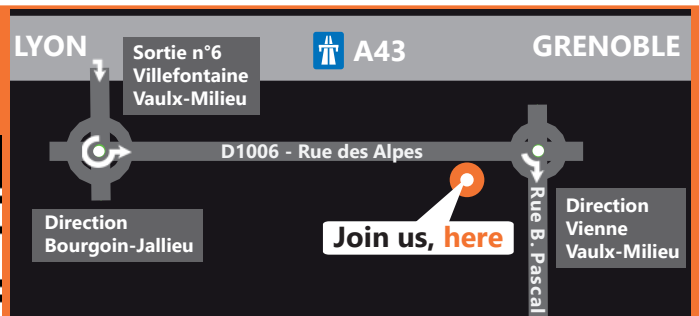 LYON
Sortie n°6
Villefontaine
Vaulx-Milieu
A43
GRENOBLE
D1006 - Rue des Alpes
Direction
Bourgoin-Jallieu
Join us, here
Rue B. Pascal
Direction
Vienne
Vaulx-Milieu